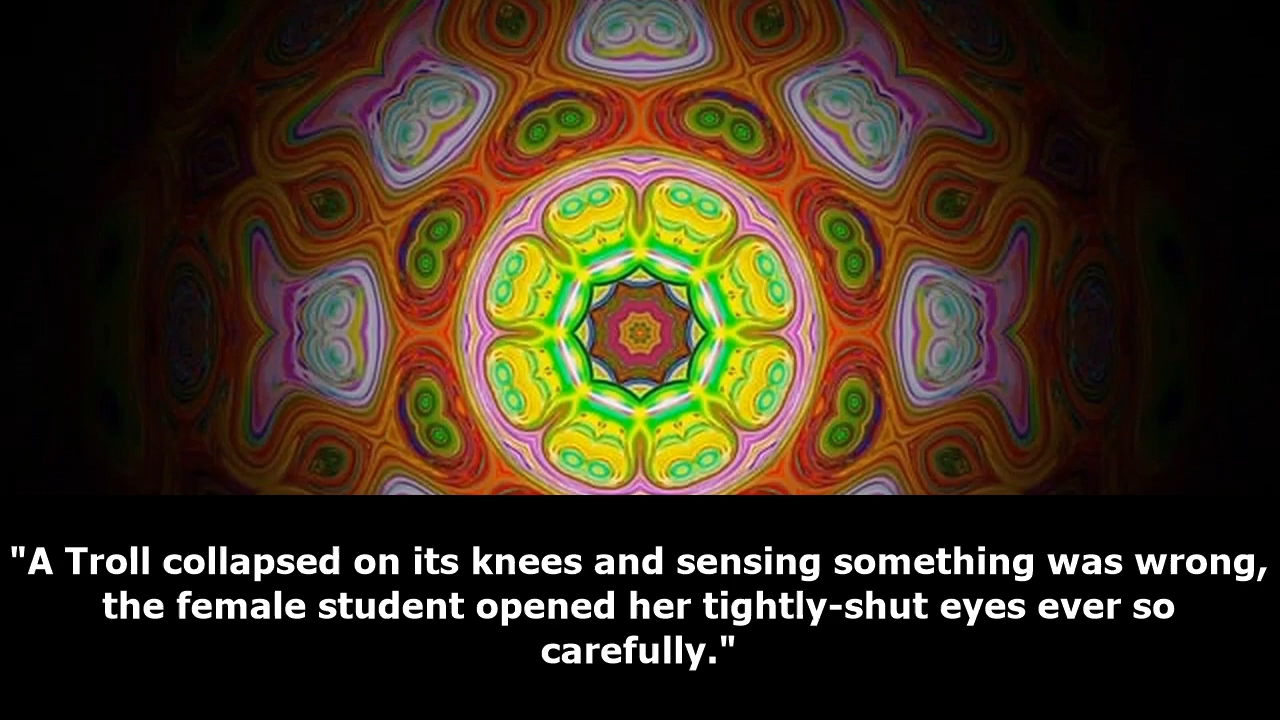 "A Troll collapsed on its knees and sensing something was wrong,
the female student opened her tightly-shut eyes ever so
carefully."